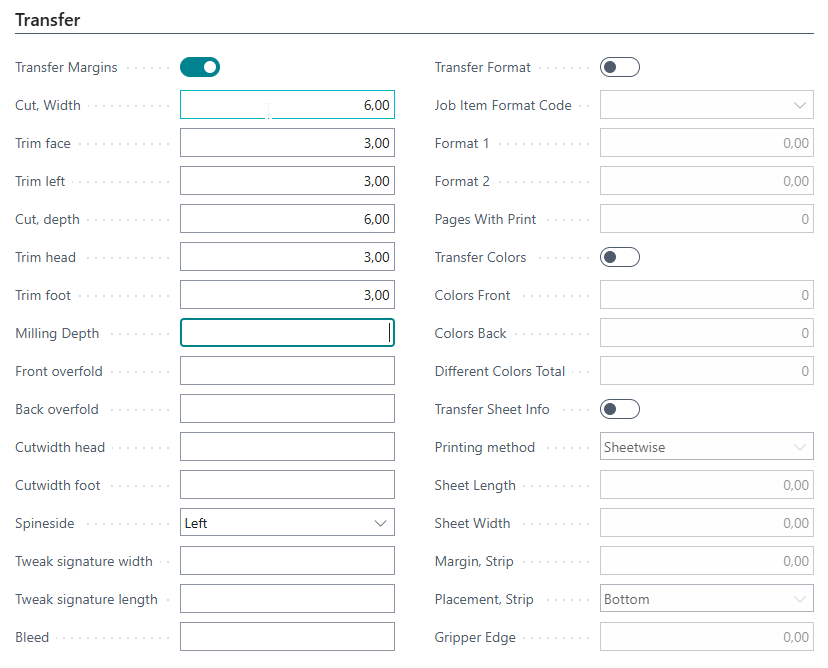 Transfer
Transfer Margins
Cut, Width 6,00
Trim face 3,00
Trim left 3,00
Cut, depth 6,00
Trim head 3,00
Trim foot 3,00
Milling Depth
Front overfold
Back overfold
Cutwidth head
Cutwidth foot
Spineside Left
Tweak signature width
Tweak signature length
Bleed
Transfer Format
Job Item Format Code
Format 1 0,00
Format 2 0,00
Pages With Print 0
Transfer Colors
Colors Front 0
Colors Back 0
Different Colors Total 0
Transfer Sheet Info
Printing method Sheetwise
Sheet Length 0,00
Sheet Width 0,00
Margin, Strip 0,00
Placement, Strip Bottom
Gripper Edge 0,00